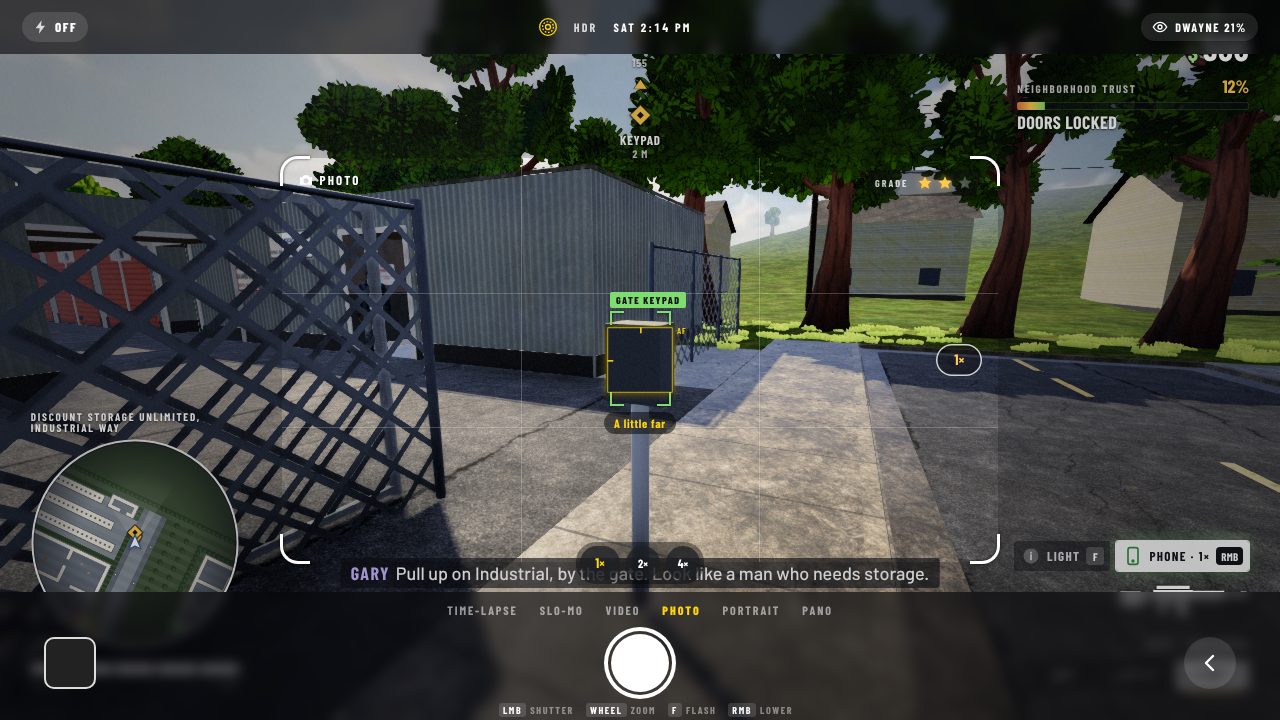 OFF
HDR SAT 2:14 PM
DWAYNE 21%
155
NEIGHBORHOOD TRUST 12%
DOORS LOCKED
KEYPAD
2 M
PHOTO
GRADE
GATE KEYPAD
AF
1×
A little far
DISCOUNT STORAGE UNLIMITED,
INDUSTRIAL WAY
LIGHT F
PHONE · 1× RMB
1× 2× 4×
GARY Pull up on Industrial, by the gate. Look like a man who needs storage.
TIME-LAPSE SLO-MO VIDEO PHOTO PORTRAIT PANO
LMB SHUTTER WHEEL ZOOM F FLASH RMB LOWER